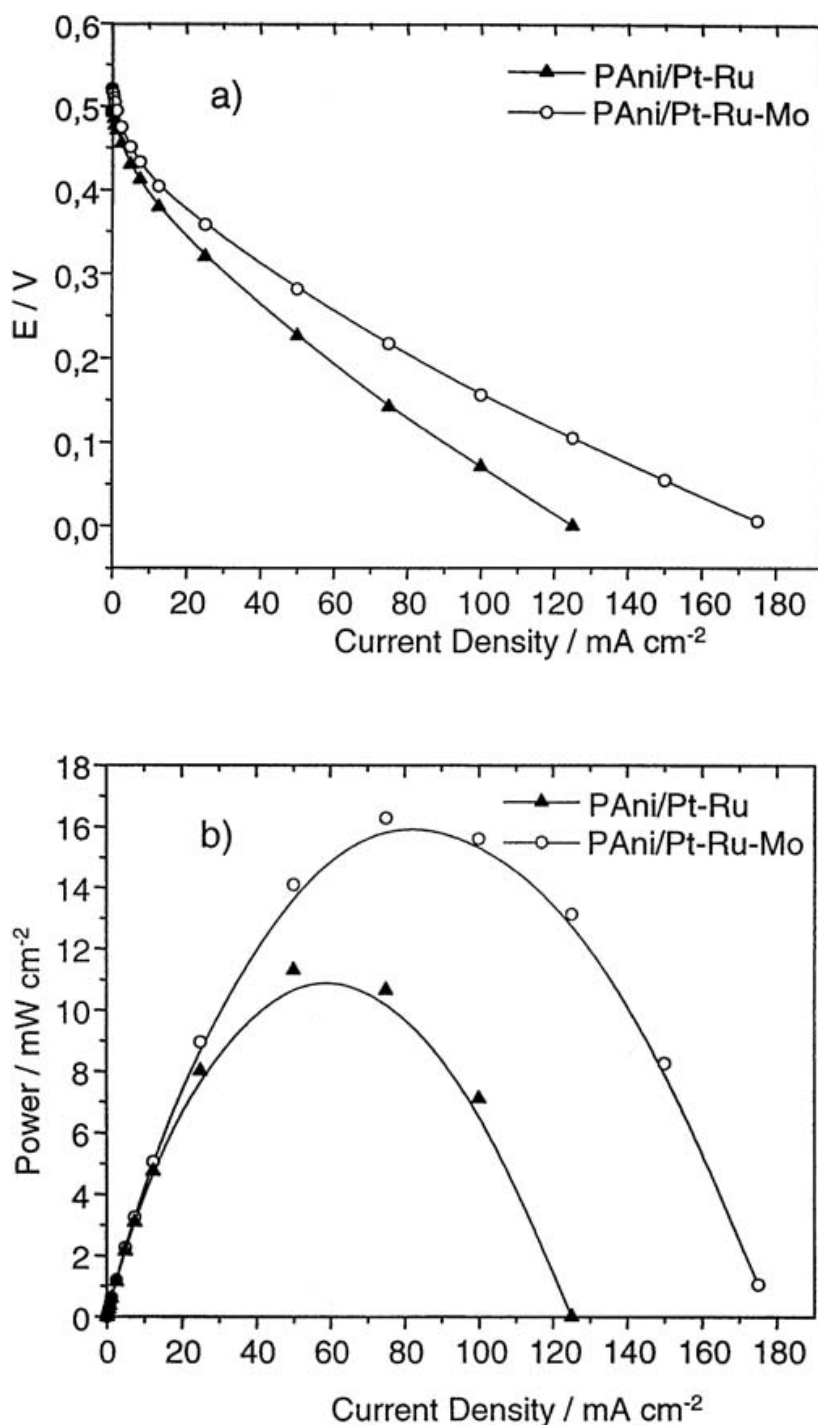 0,6
a)
PAni/Pt-Ru
PAni/Pt-Ru-Mo
0,5
0,4
0,3
0,2
0,1
0,0
E / V
0 20 40 60 80 100 120 140 160 180
Current Density / mA cm⁻²
18
b)
PAni/Pt-Ru
PAni/Pt-Ru-Mo
16
14
12
10
8
6
4
2
0
Power / mW cm⁻²
0 20 40 60 80 100 120 140 160 180
Current Density / mA cm⁻²